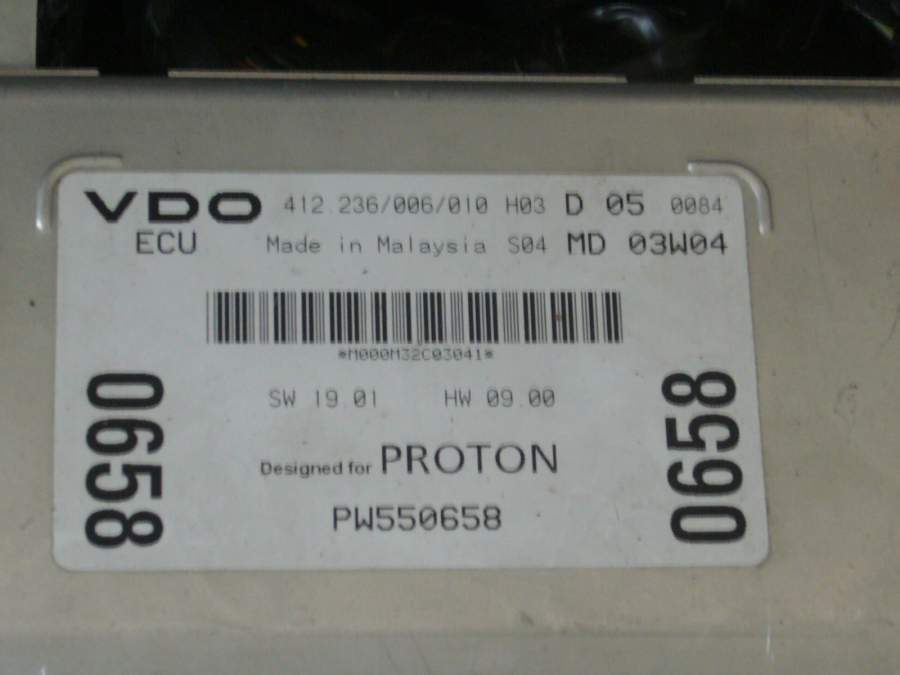 VDO 412 236/006/010 H03 D 05 0084
ECU Made in Malaysia S04 MD 03W04
*M000M32C03041*
SW 19.01 HW 09.00
0658
0658
Designed for PROTON
PW550658